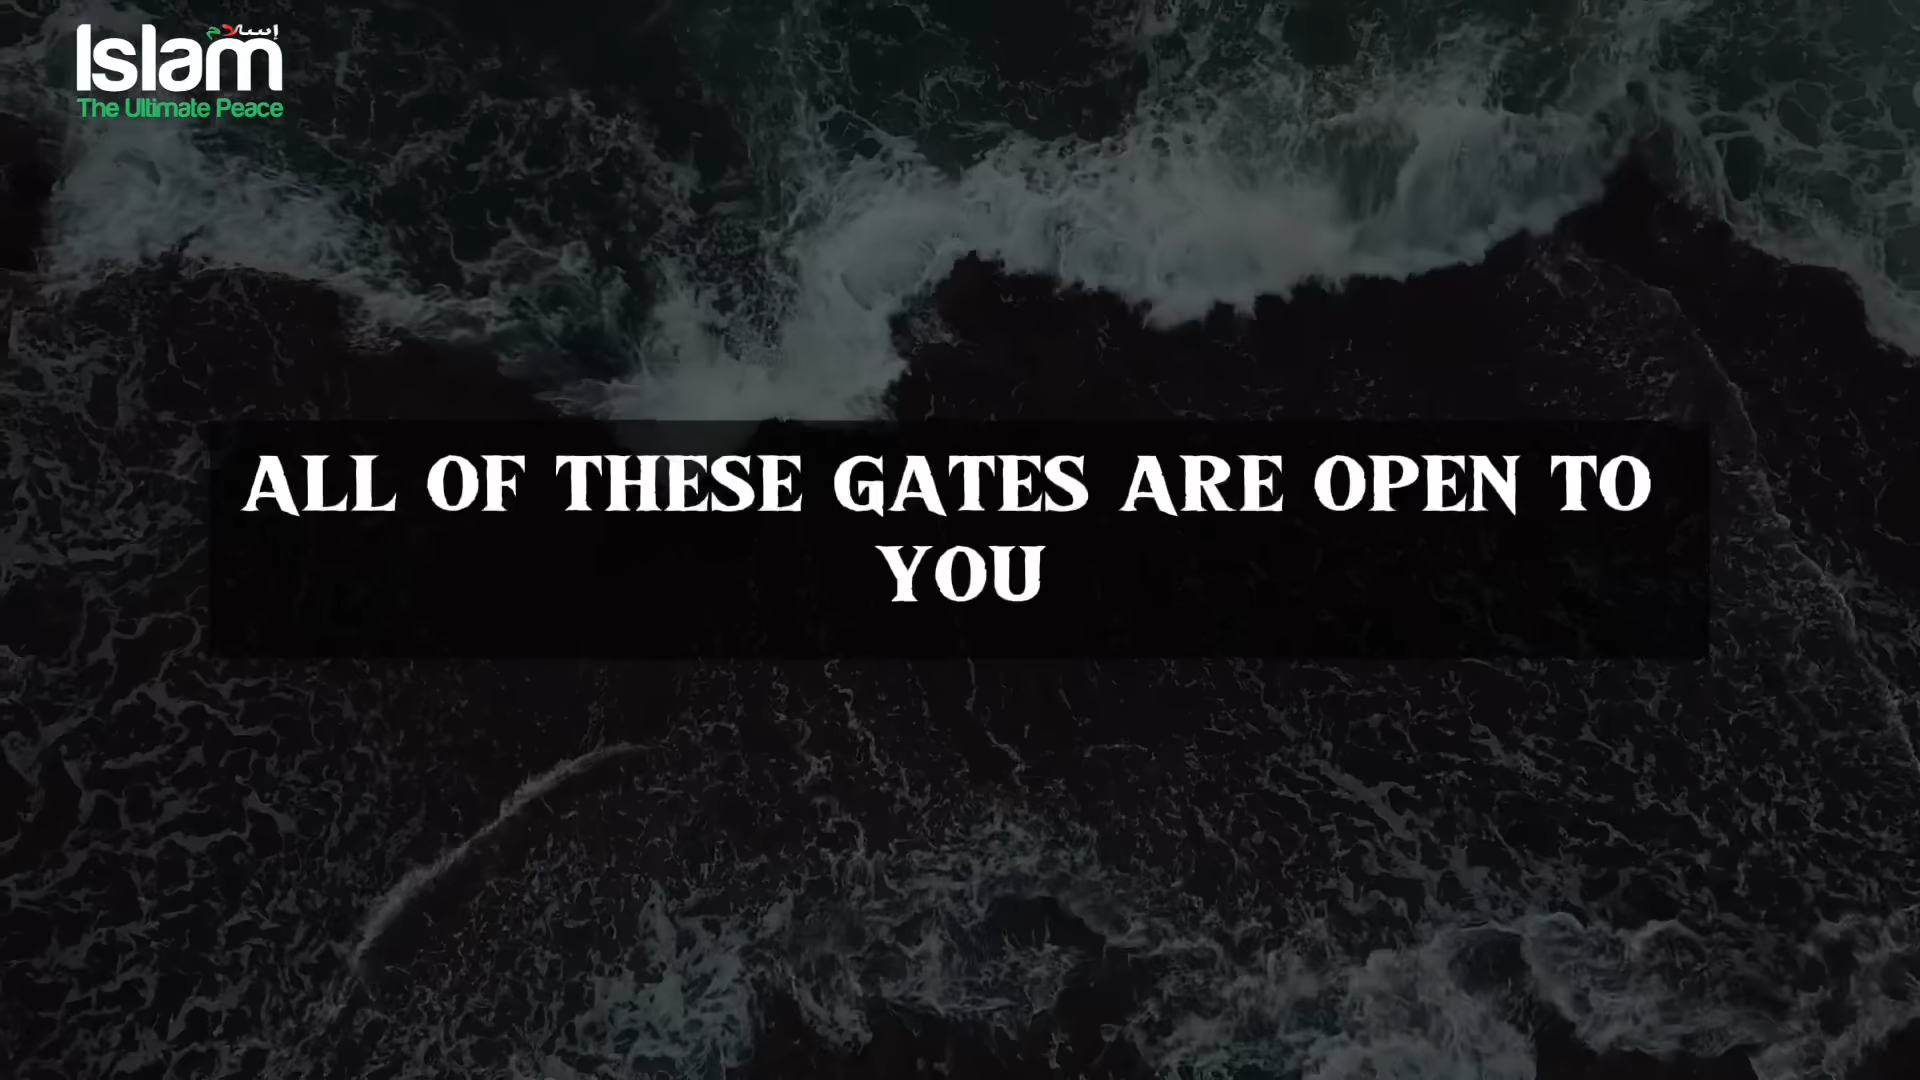 إسلام
Islam
The Ultimate Peace
ALL OF THESE GATES ARE OPEN TO
YOU